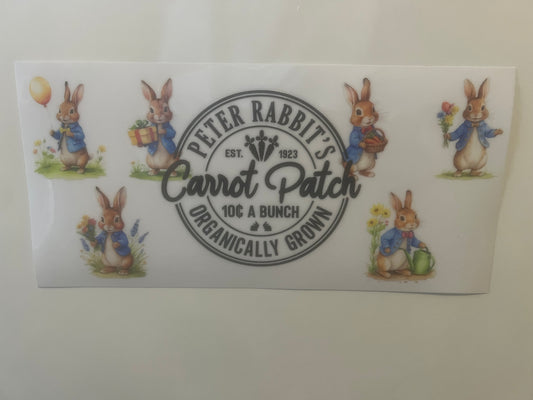 PETER RABBIT'S
EST. 1923
Carrot Patch
10¢ A BUNCH
ORGANICALLY GROWN